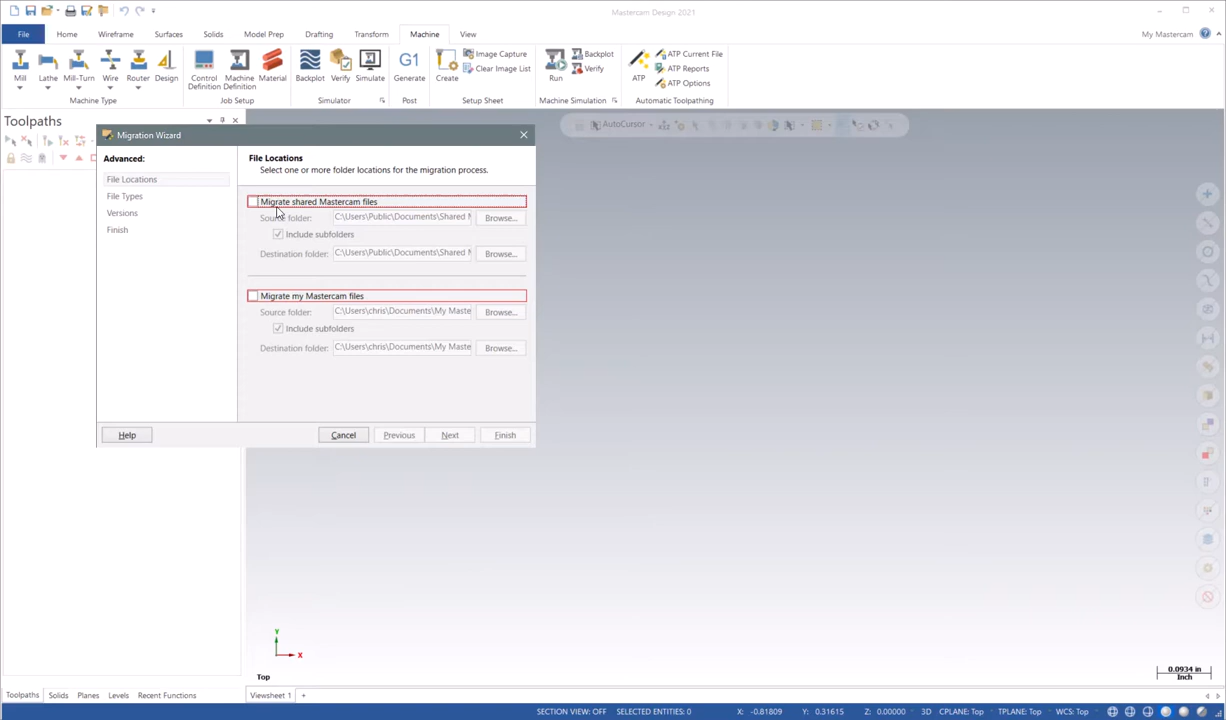 Mastercam Design 2021
File Home Wireframe Surfaces Solids Model Prep Drafting Transform Machine View My Mastercam
Mill Lathe Mill-Turn Wire Router Design
Machine Type
Control Definition Machine Definition Material
Job Setup
Backplot Verify Simulate
Simulator
G1
Generate
Post
Create
Image Capture
Clear Image List
Setup Sheet
Run
Backplot
Verify
Machine Simulation
ATP
ATP Current File
ATP Reports
ATP Options
Automatic Toolpathing
Toolpaths
AutoCursor
Migration Wizard
Advanced:
File Locations
File Types
Versions
Finish
File Locations
Select one or more folder locations for the migration process.
Migrate shared Mastercam files
Source folder: C:\Users\Public\Documents\Shared M Browse...
Include subfolders
Destination folder: C:\Users\Public\Documents\Shared M Browse...
Migrate my Mastercam files
Source folder: C:\Users\chris\Documents\My Maste Browse...
Include subfolders
Destination folder: C:\Users\chris\Documents\My Maste Browse...
Help Cancel Previous Next Finish
Y
X
Top
0.0934 in
Inch
Toolpaths Solids Planes Levels Recent Functions Viewsheet 1 +
SECTION VIEW: OFF SELECTED ENTITIES: 0 X: -0.81809 Y: 0.31615 Z: 0.00000 3D CPLANE: Top TPLANE: Top WCS: Top